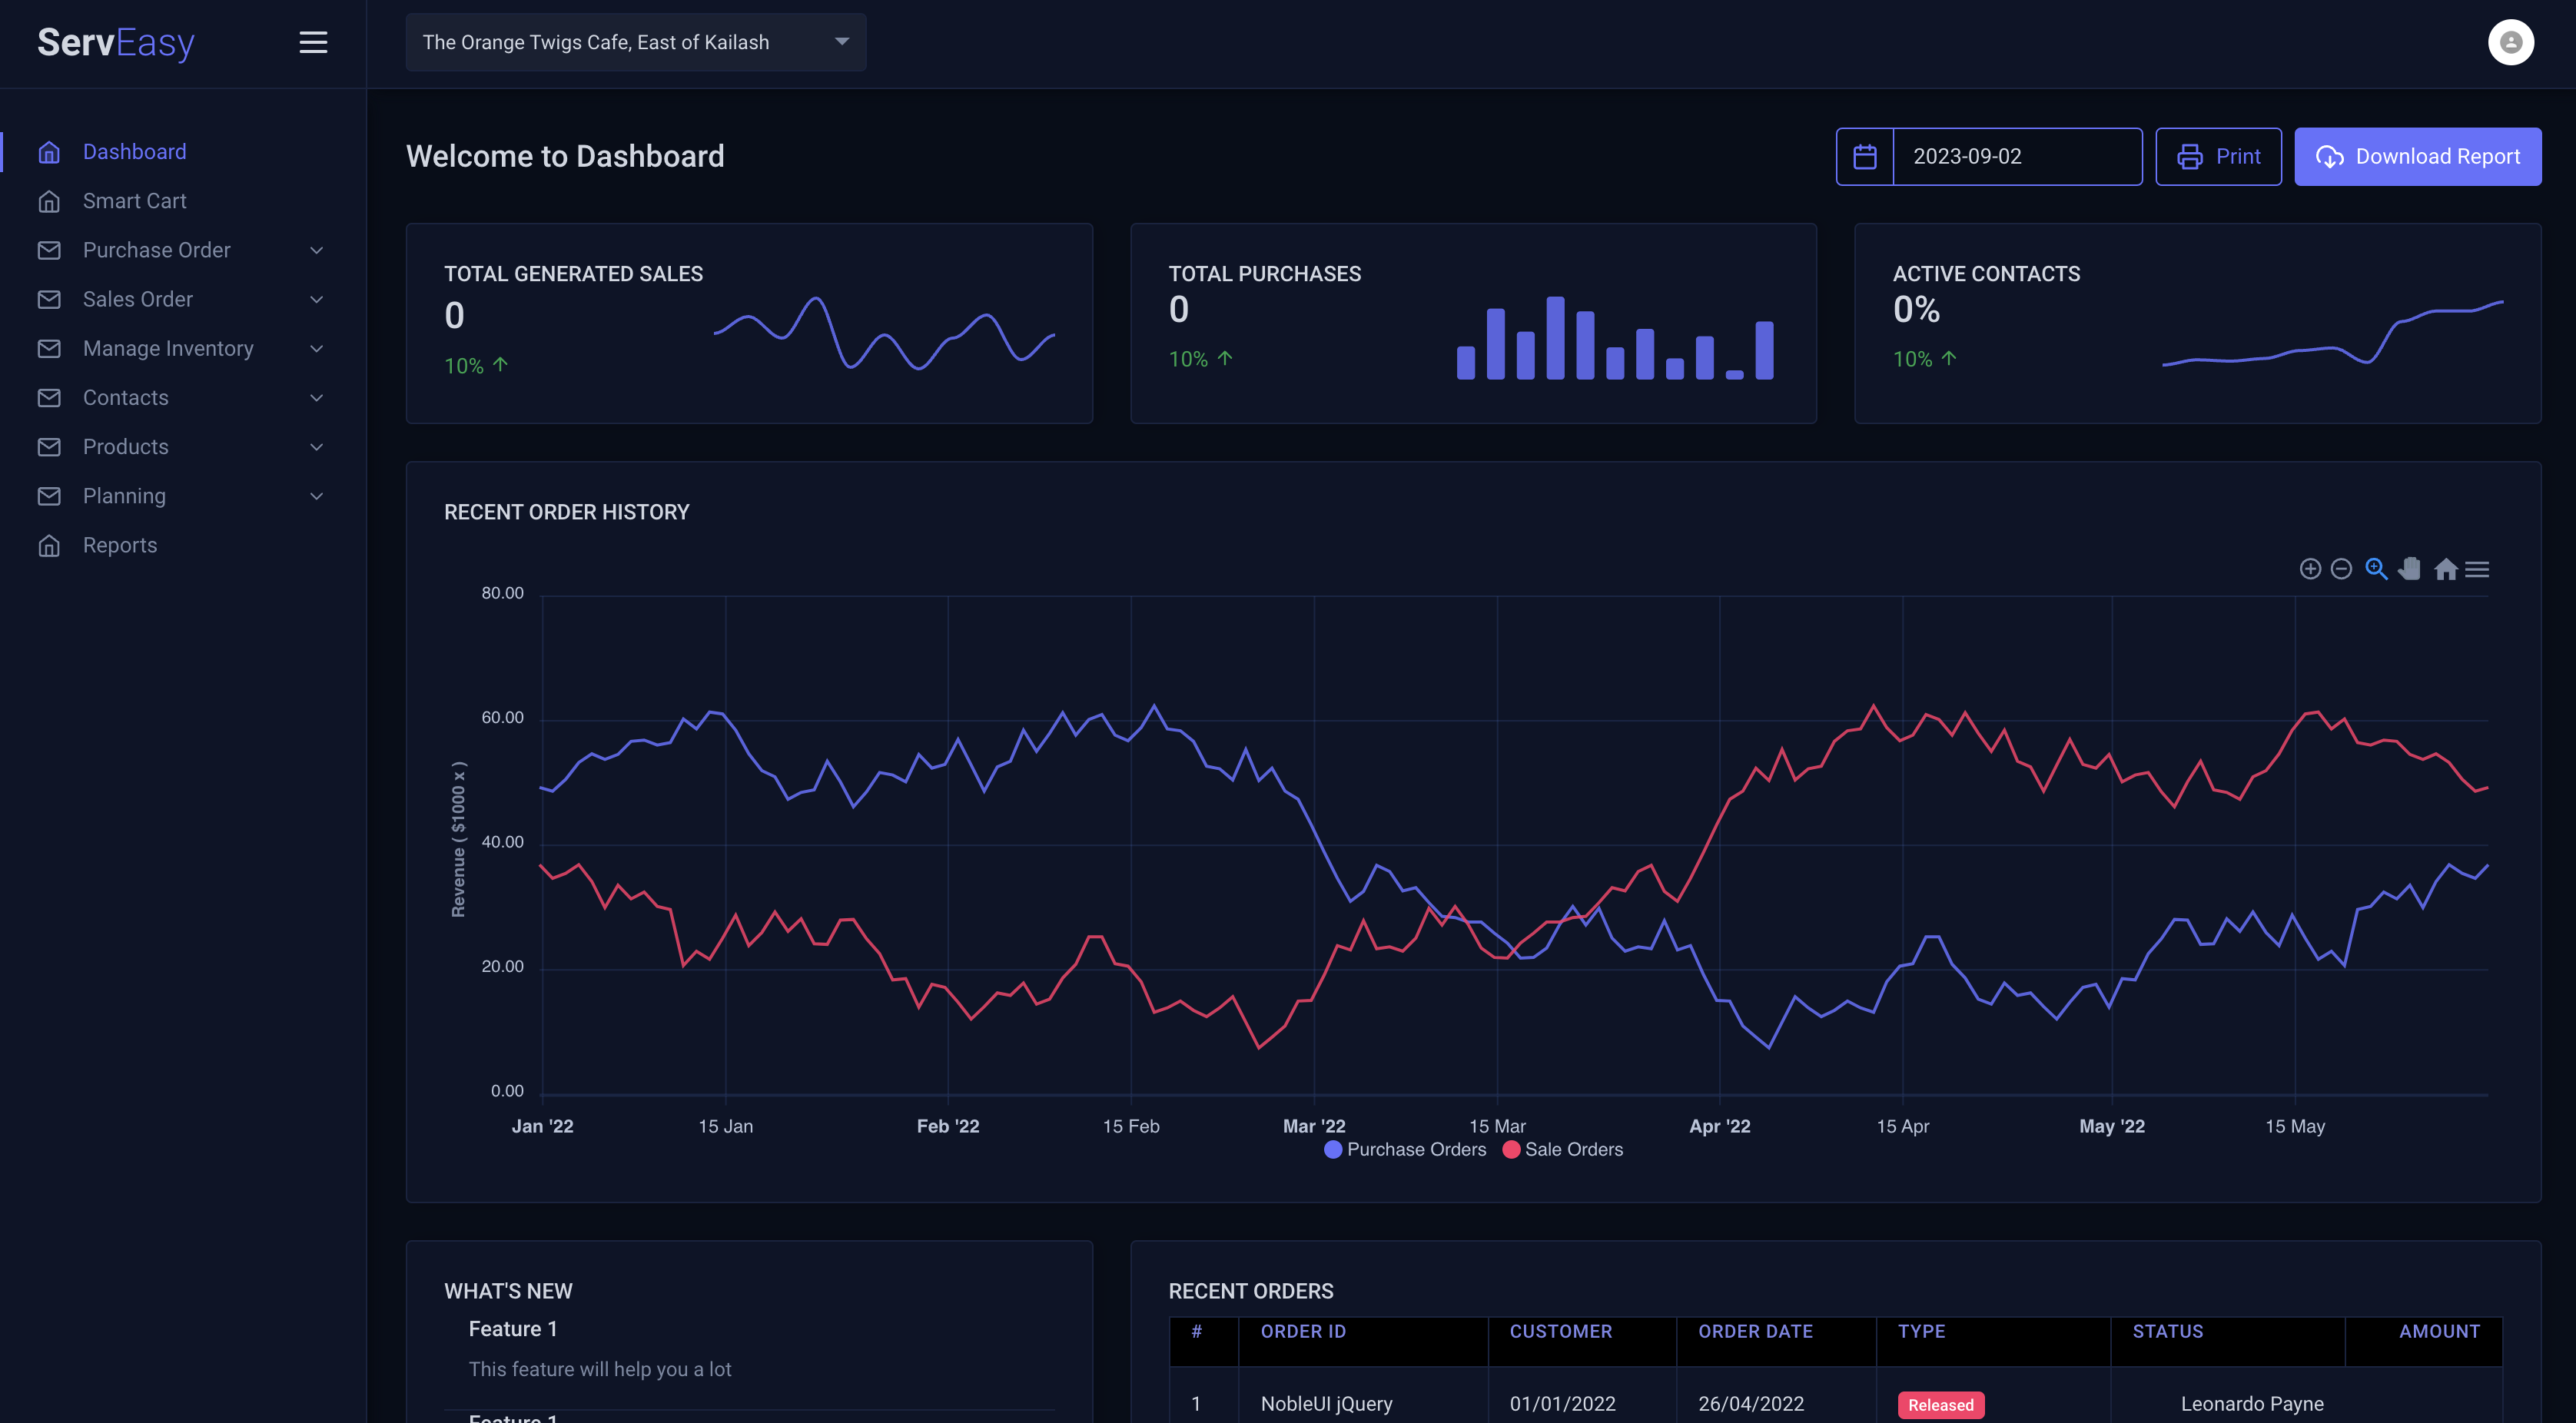 ServEasy
The Orange Twigs Cafe, East of Kailash
Dashboard
Smart Cart
Purchase Order
Sales Order
Manage Inventory
Contacts
Products
Planning
Reports
Welcome to Dashboard
2023-09-02
Print
Download Report
TOTAL GENERATED SALES
0
10%
TOTAL PURCHASES
0
10%
ACTIVE CONTACTS
0%
10%
RECENT ORDER HISTORY
Revenue ( $1000 x )
80.00
60.00
40.00
20.00
0.00
Jan '22 15 Jan Feb '22 15 Feb Mar '22 15 Mar Apr '22 15 Apr May '22 15 May
Purchase Orders Sale Orders
WHAT'S NEW
Feature 1
This feature will help you a lot
Feature 1
RECENT ORDERS
# ORDER ID CUSTOMER ORDER DATE TYPE STATUS AMOUNT
1 NobleUI jQuery 01/01/2022 26/04/2022 Released Leonardo Payne